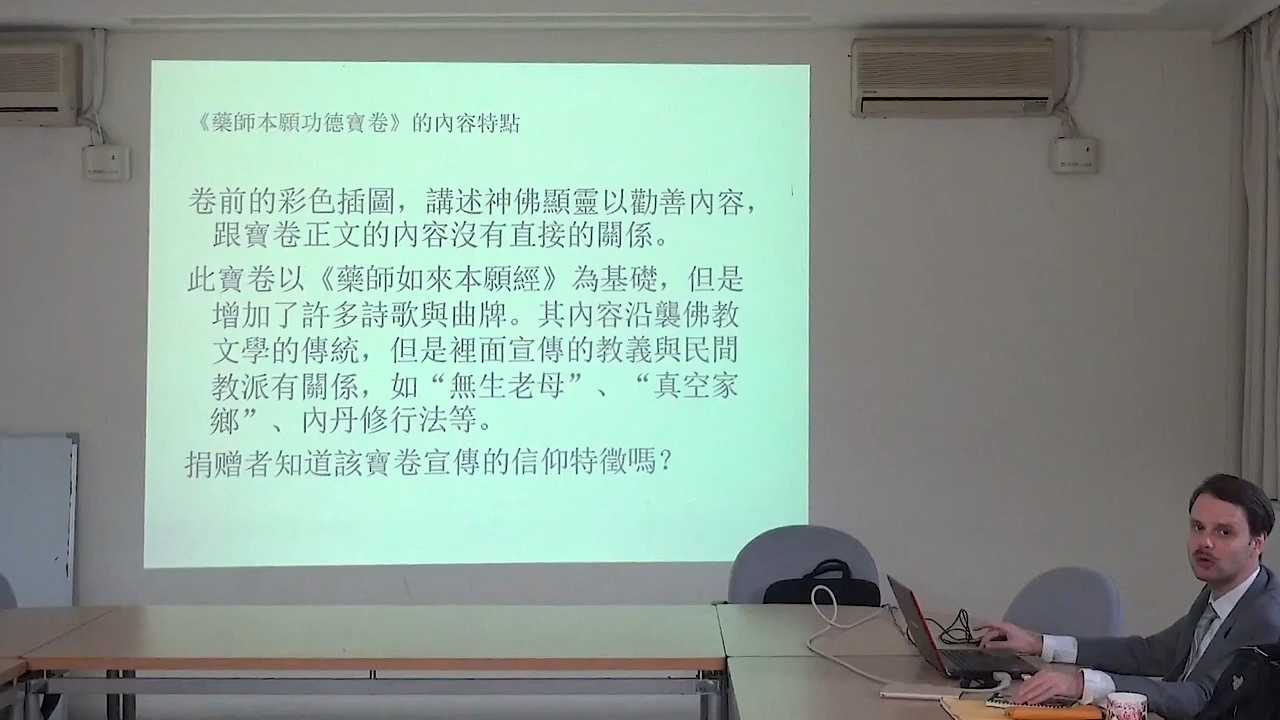 《藥師本願功德寶卷》的內容特點
卷前的彩色插圖，講述神佛顯靈以勸善內容，
跟寶卷正文的內容沒有直接的關係。
此寶卷以《藥師如來本願經》為基礎，但是
增加了許多詩歌與曲牌。其內容沿襲佛教
文學的傳統，但是裡面宣傳的教義與民間
教派有關係，如“無生老母”、“真空家
鄉”、內丹修行法等。
捐赠者知道該寶卷宣傳的信仰特徵嗎？